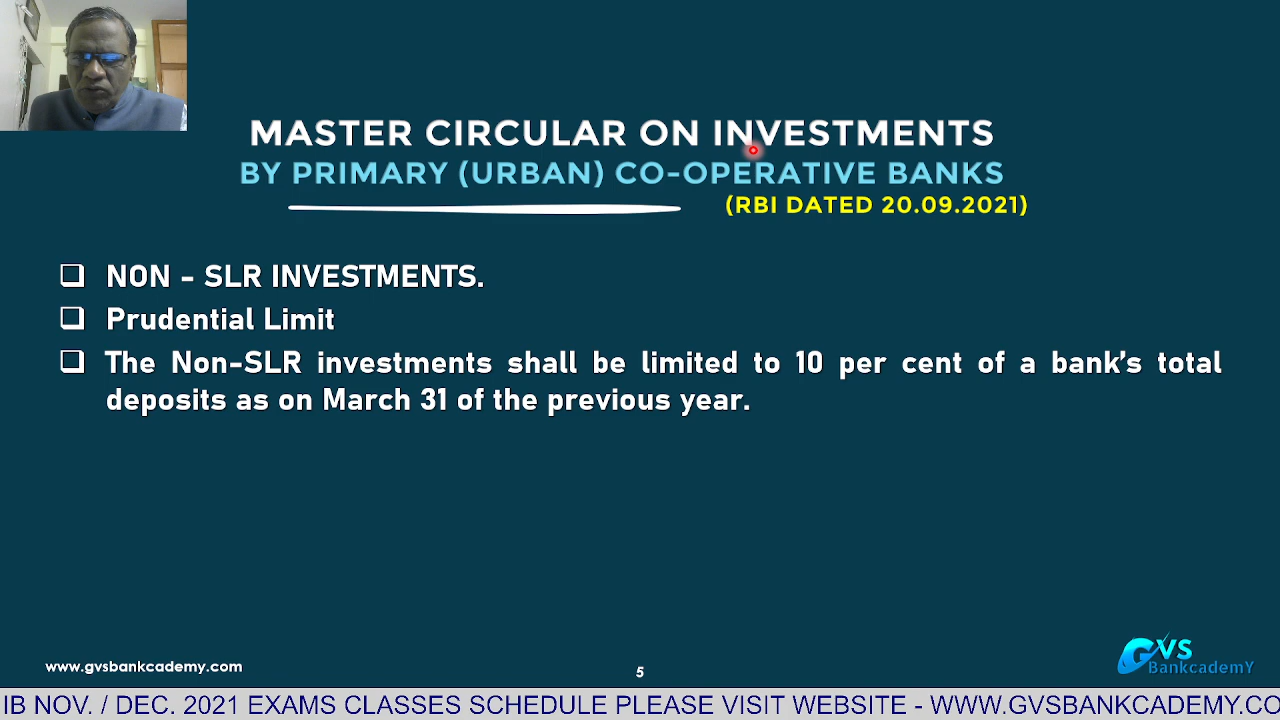 MASTER CIRCULAR ON INVESTMENTS
BY PRIMARY (URBAN) CO-OPERATIVE BANKS
(RBI DATED 20.09.2021)
NON - SLR INVESTMENTS.
Prudential Limit
The Non-SLR investments shall be limited to 10 per cent of a bank's total
deposits as on March 31 of the previous year.
www.gvsbankcademy.com
5
GVS
BankcademY
IB NOV. / DEC. 2021 EXAMS CLASSES SCHEDULE PLEASE VISIT WEBSITE - WWW.GVSBANKCADEMY.CO